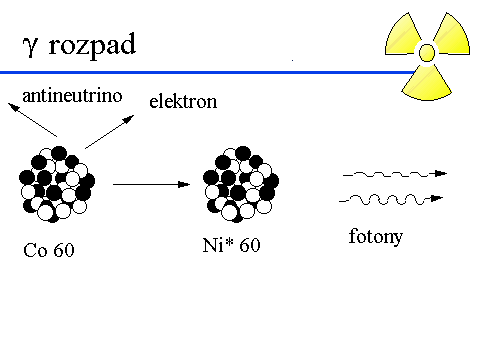 γ rozpad
antineutrino
elektron
Co 60
Ni* 60
fotony